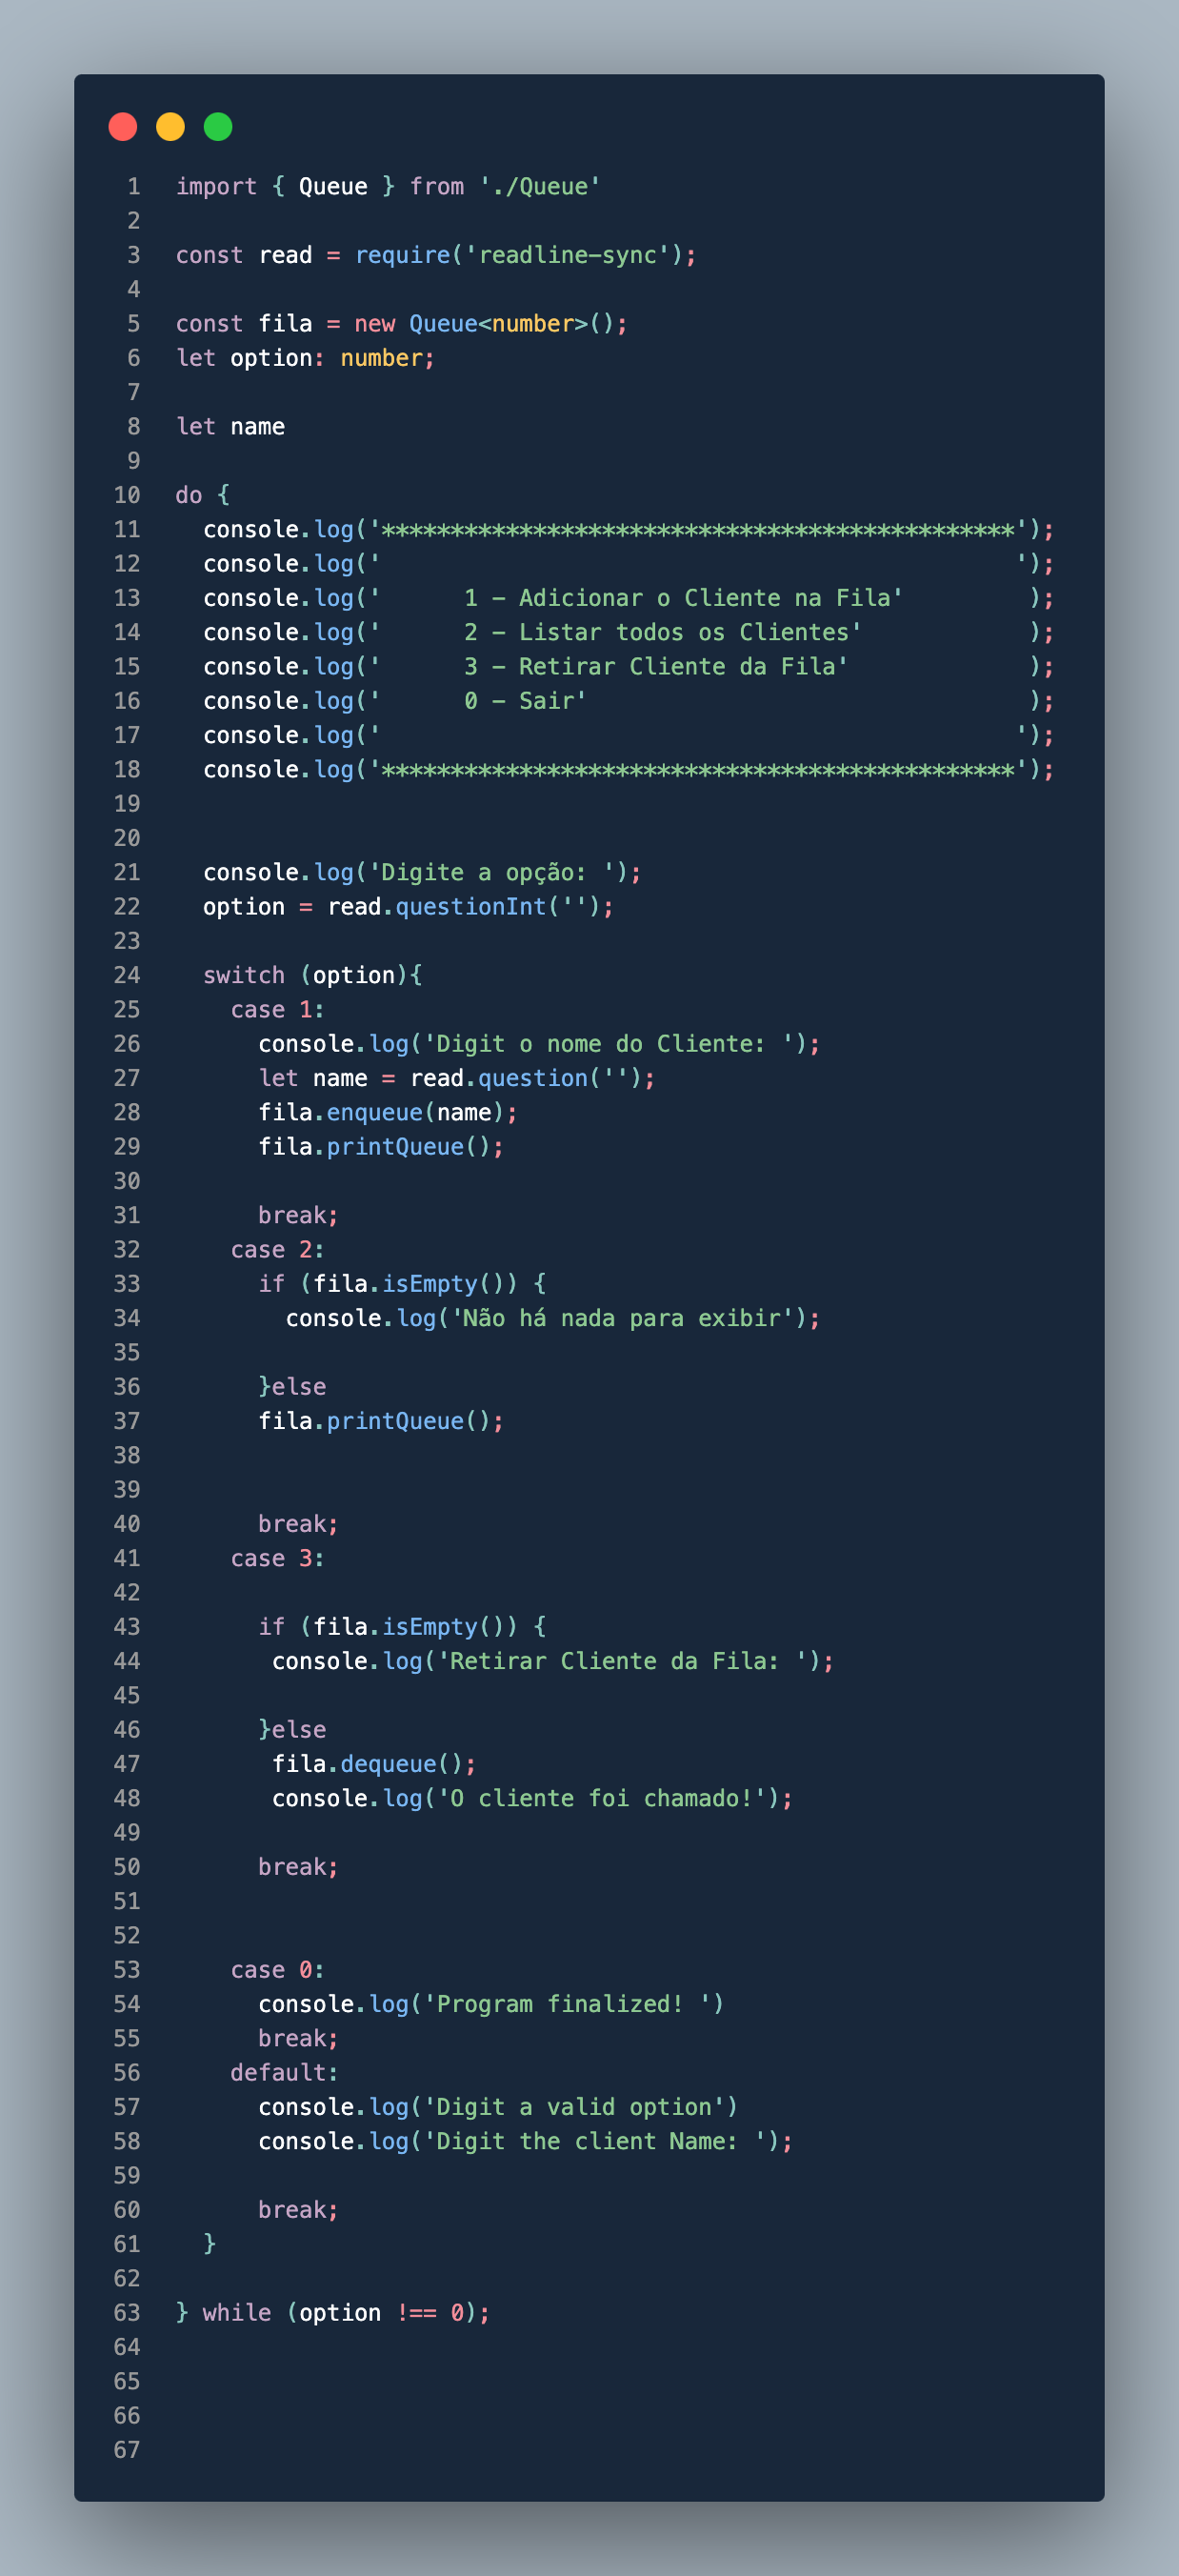 1 import { Queue } from './Queue'
2
3 const read = require('readline-sync');
4
5 const fila = new Queue<number>();
6 let option: number;
7
8 let name
9
10 do {
11   console.log('**********************************************');
12   console.log('                                              ');
13   console.log('      1 - Adicionar o Cliente na Fila'         );
14   console.log('      2 - Listar todos os Clientes'            );
15   console.log('      3 - Retirar Cliente da Fila'             );
16   console.log('      0 - Sair'                                );
17   console.log('                                              ');
18   console.log('**********************************************');
19
20
21   console.log('Digite a opção: ');
22   option = read.questionInt('');
23
24   switch (option){
25     case 1:
26       console.log('Digit o nome do Cliente: ');
27       let name = read.question('');
28       fila.enqueue(name);
29       fila.printQueue();
30
31       break;
32     case 2:
33       if (fila.isEmpty()) {
34         console.log('Não há nada para exibir');
35
36       }else
37       fila.printQueue();
38
39
40       break;
41     case 3:
42
43       if (fila.isEmpty()) {
44        console.log('Retirar Cliente da Fila: ');
45
46       }else
47        fila.dequeue();
48        console.log('O cliente foi chamado!');
49
50       break;
51
52
53     case 0:
54       console.log('Program finalized! ')
55       break;
56     default:
57       console.log('Digit a valid option')
58       console.log('Digit the client Name: ');
59
60       break;
61   }
62
63 } while (option !== 0);
64
65
66
67